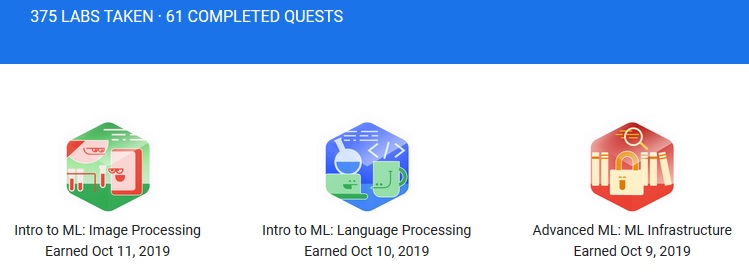 375 LABS TAKEN · 61 COMPLETED QUESTS
Intro to ML: Image Processing
Earned Oct 11, 2019
Intro to ML: Language Processing
Earned Oct 10, 2019
Advanced ML: ML Infrastructure
Earned Oct 9, 2019